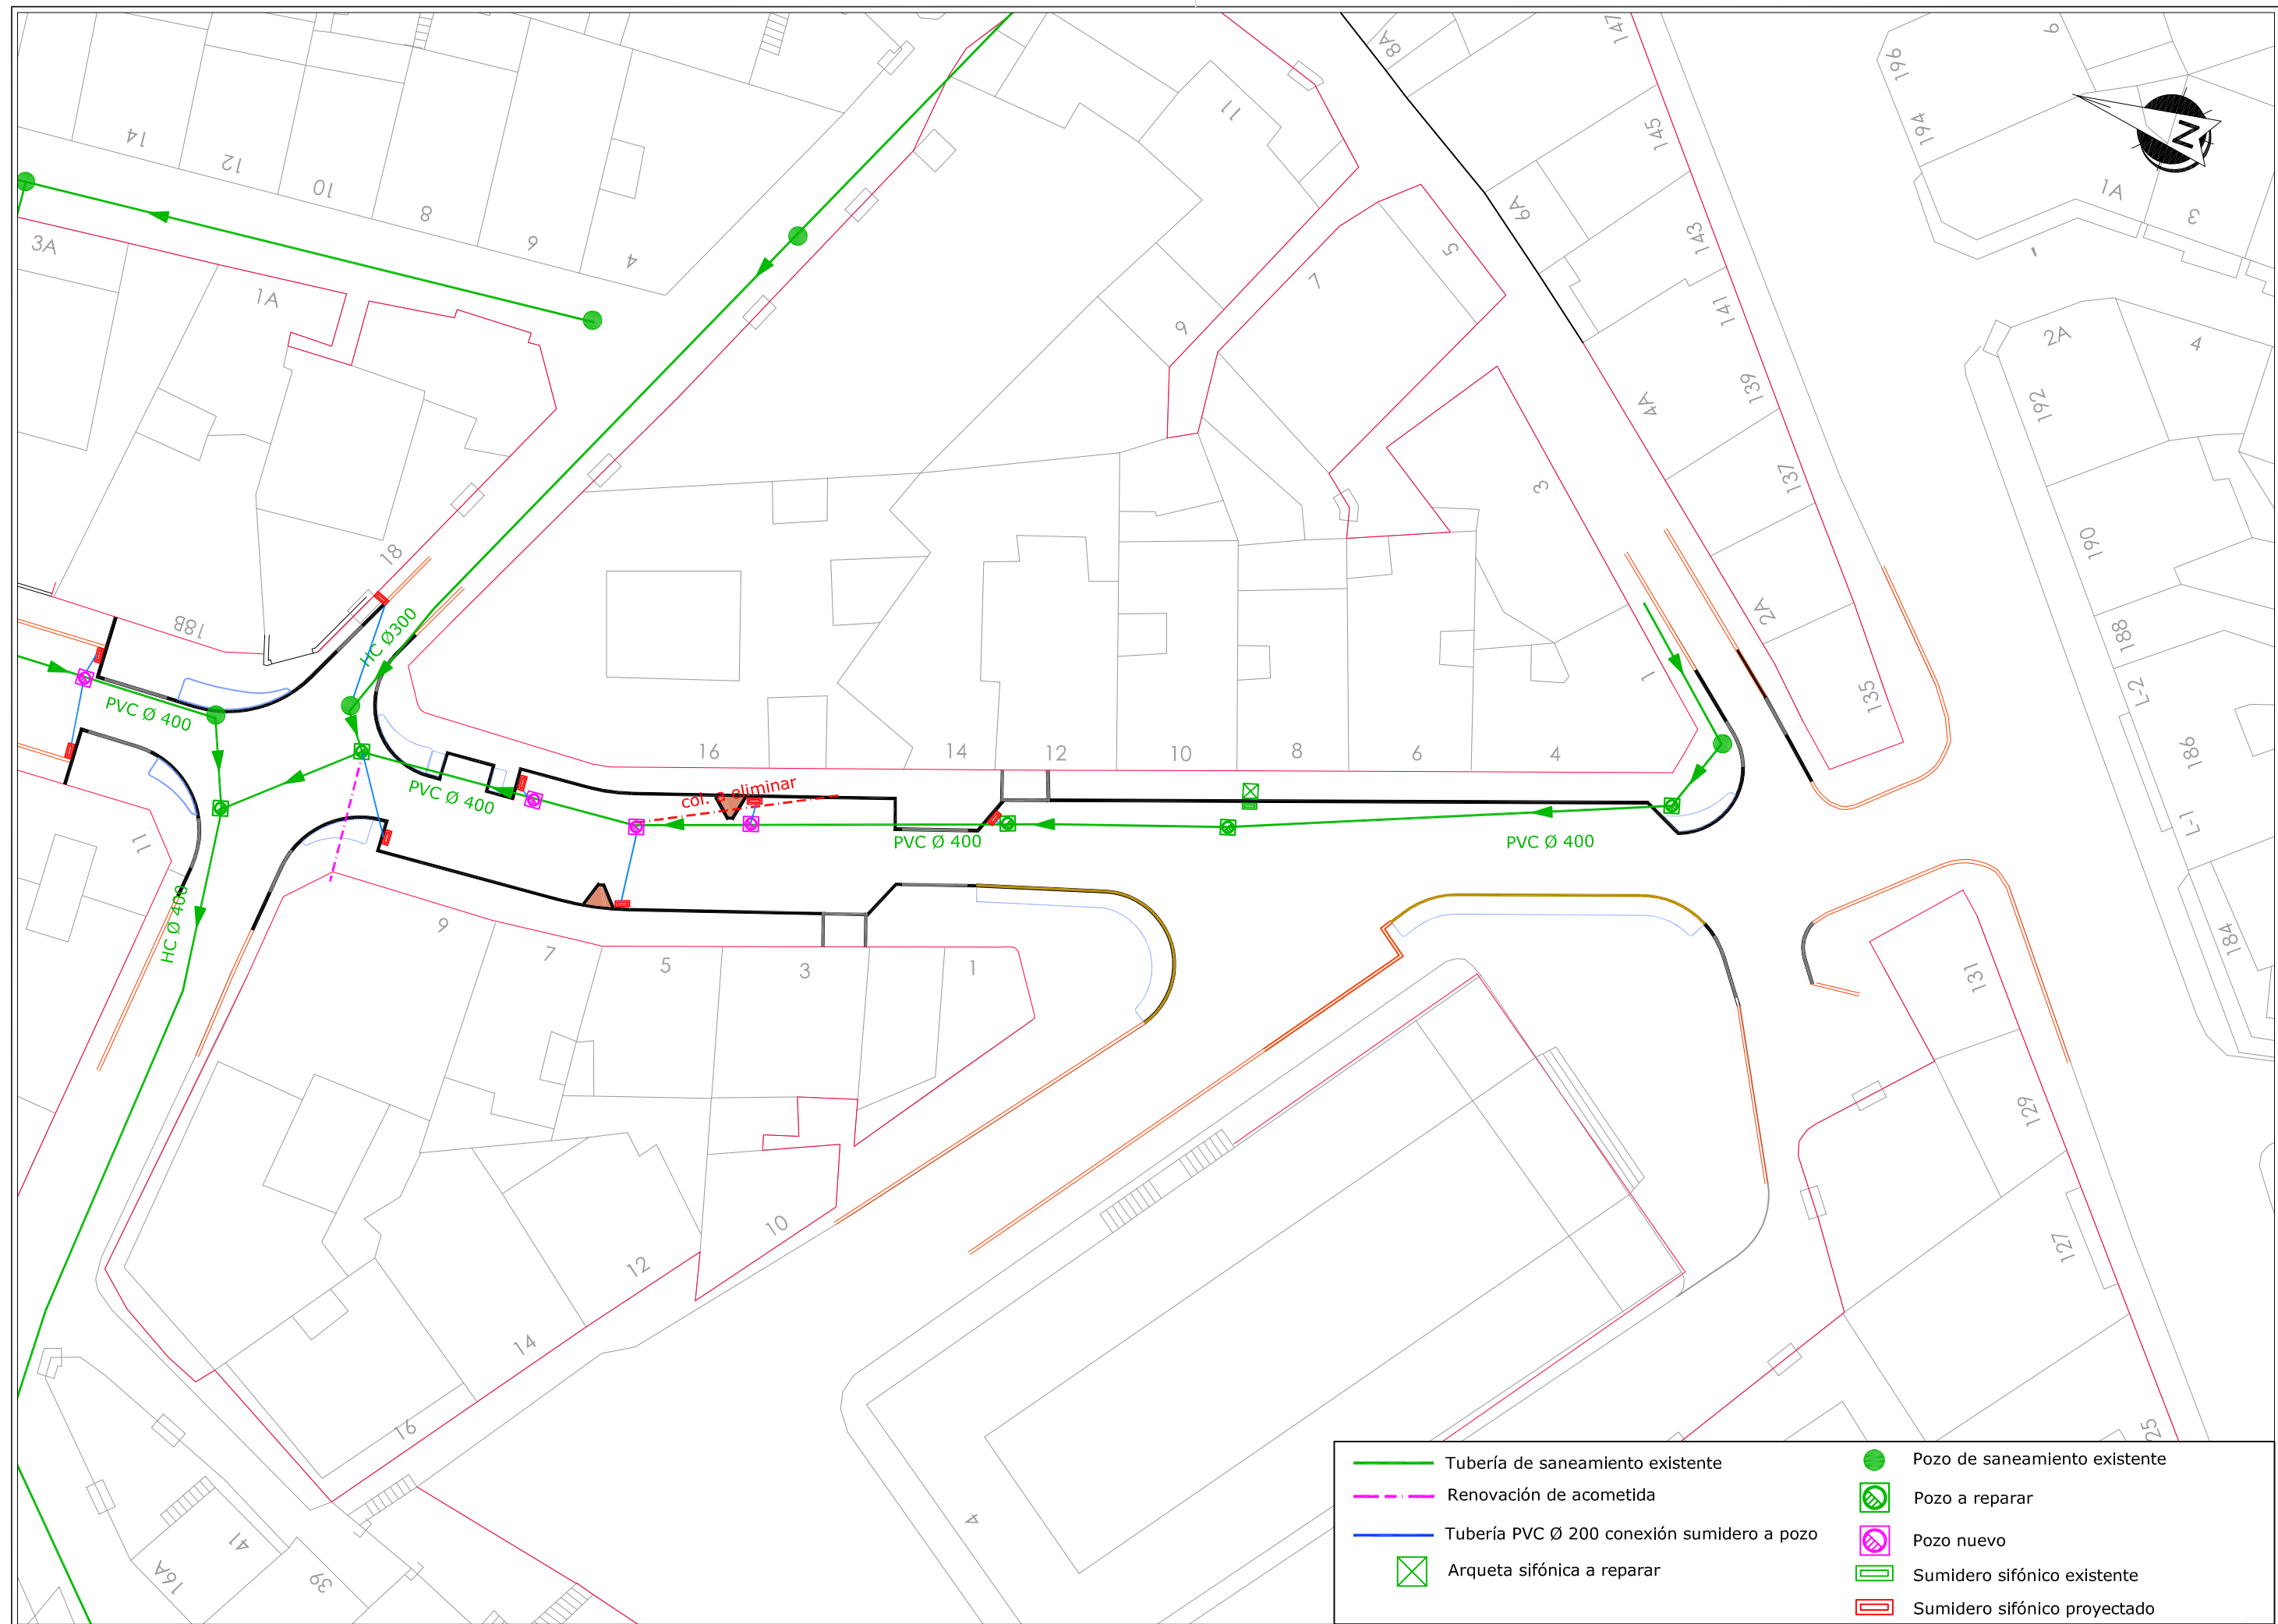 8A
147
6
196
11
194
145
14
12
10
8
6
4
3A
1A
6A
143
1A
3
5
7
141
6
2A
4
139
4A
192
137
3
190
18
18B
HC Ø300
2A
188
1
135
L-2
PVC Ø 400
16
14
12
10
8
6
4
186
col. a eliminar
PVC Ø 400
L-1
11
PVC Ø 400
PVC Ø 400
HC Ø 400
9
7
5
3
1
184
131
129
10
12
127
14
16
25
4
41
16A
39
N
Tubería de saneamiento existente
Renovación de acometida
Tubería PVC Ø 200 conexión sumidero a pozo
Arqueta sifónica a reparar
Pozo de saneamiento existente
Pozo a reparar
Pozo nuevo
Sumidero sifónico existente
Sumidero sifónico proyectado